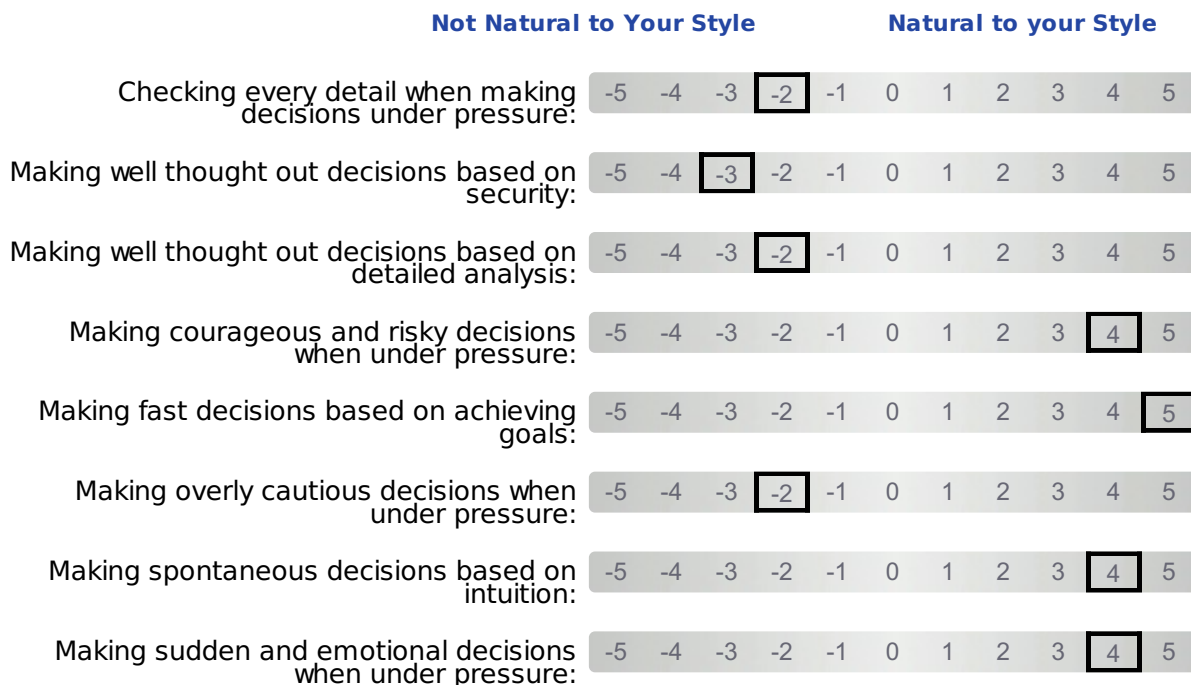 Not Natural to Your Style Natural to your Style
Checking every detail when making
decisions under pressure:
-5 -4 -3 -2 -1 0 1 2 3 4 5
Making well thought out decisions based on
security:
-5 -4 -3 -2 -1 0 1 2 3 4 5
Making well thought out decisions based on
detailed analysis:
-5 -4 -3 -2 -1 0 1 2 3 4 5
Making courageous and risky decisions
when under pressure:
-5 -4 -3 -2 -1 0 1 2 3 4 5
Making fast decisions based on achieving
goals:
-5 -4 -3 -2 -1 0 1 2 3 4 5
Making overly cautious decisions when
under pressure:
-5 -4 -3 -2 -1 0 1 2 3 4 5
Making spontaneous decisions based on
intuition:
-5 -4 -3 -2 -1 0 1 2 3 4 5
Making sudden and emotional decisions
when under pressure:
-5 -4 -3 -2 -1 0 1 2 3 4 5